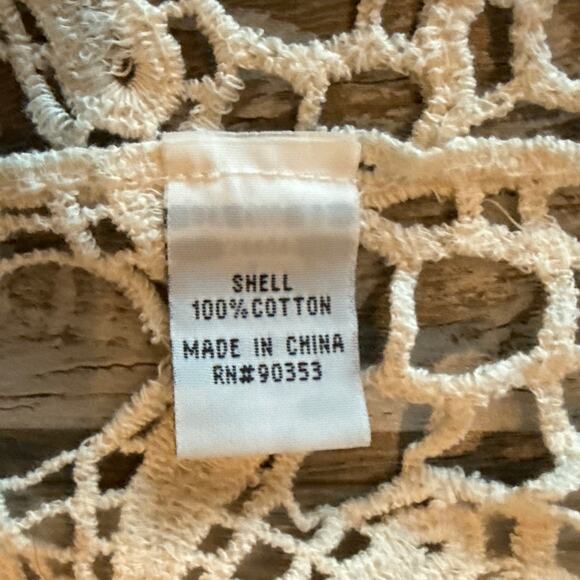 SHELL
100% COTTON
MADE IN CHINA
RN#90353